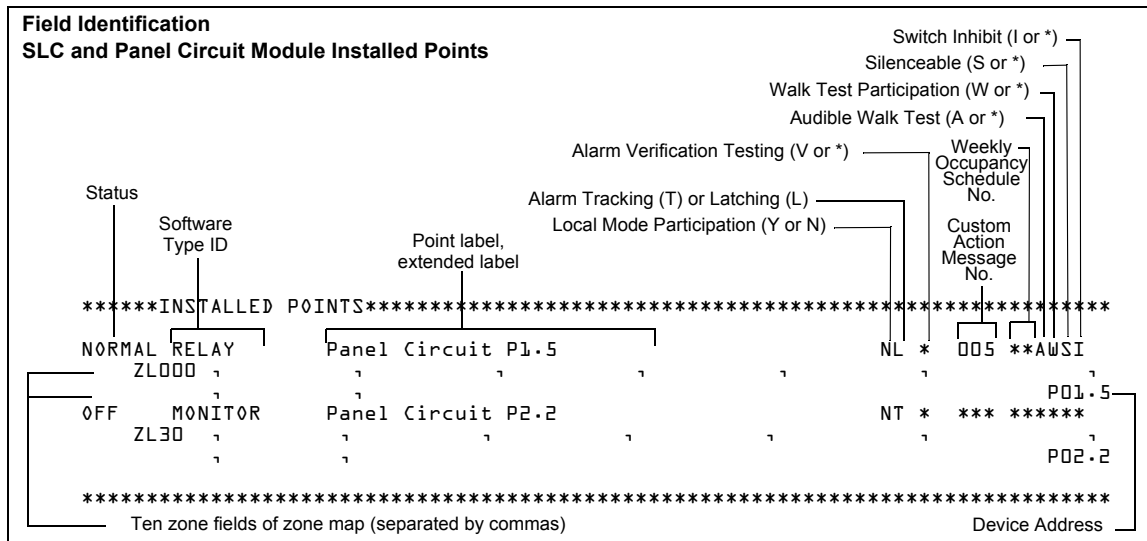 Field Identification
SLC and Panel Circuit Module Installed Points
Switch Inhibit (I or *)
Silenceable (S or *)
Walk Test Participation (W or *)
Audible Walk Test (A or *)
Alarm Verification Testing (V or *)
Weekly
Occupancy
Schedule
No.
Status
Alarm Tracking (T) or Latching (L)
Software
Type ID
Local Mode Participation (Y or N)
Point label,
extended label
Custom
Action
Message
No.
******INSTALLED POINTS**********************************************************
NORMAL RELAY Panel Circuit P1.5 NL * 005 **AWSI
ZL000 , , , , , , ,
, , P01.5
OFF MONITOR Panel Circuit P2.2 NT * *** ******
ZL30 , , , , , , ,
, , P02.2
********************************************************************************
Ten zone fields of zone map (separated by commas)
Device Address